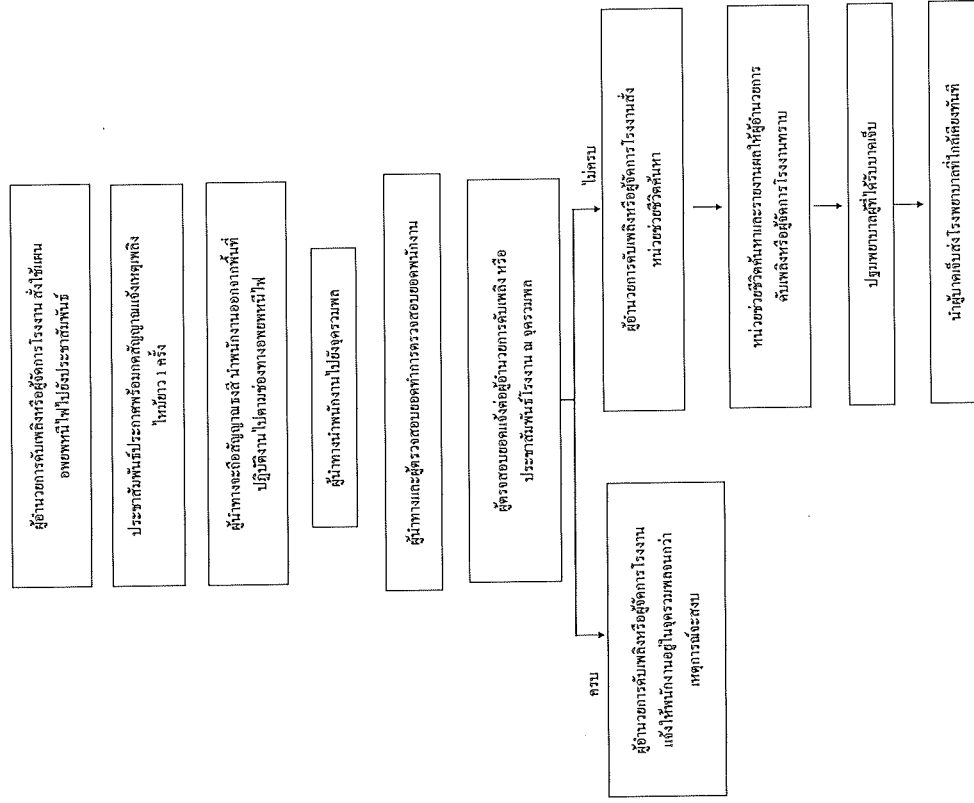 ผู้อำนวยการดับเพลิงหรือผู้จัดการโรงงาน สั่งใช้แผน
อพยพหนีไฟไปยังประชาสัมพันธ์
ประชาสัมพันธ์ประกาศพร้อมกดสัญญาณแจ้งเหตุเพลิง
ไหม้ยาว 1 ครั้ง
ผู้นำทางจะถือสัญญาณธงสี นำพนักงานออกจากพื้นที่
ปฏิบัติงานไปตามช่องทางอพยพหนีไฟ
ผู้นำทางนำพนักงานไปยังจุดรวมพล
ผู้นำทางและผู้ตรวจสอบยอดทำการตรวจสอบยอดพนักงาน
ผู้ตรวจสอบยอดแจ้งต่อผู้อำนวยการดับเพลิง หรือ
ประชาสัมพันธ์โรงงาน ณ จุดรวมพล
ครบ
ผู้อำนวยการดับเพลิงหรือผู้จัดการโรงงาน
แจ้งให้พนักงานอยู่ในจุดรวมพลจนกว่า
เหตุการณ์จะสงบ
ไม่ครบ
ผู้อำนวยการดับเพลิงหรือผู้จัดการโรงงานสั่ง
หน่วยช่วยชีวิตค้นหา
หน่วยช่วยชีวิตค้นหาและรายงานผลให้ผู้อำนวยการ
ดับเพลิงหรือผู้จัดการโรงงานทราบ
ปฐมพยาบาลผู้ที่ได้รับบาดเจ็บ
นำผู้บาดเจ็บส่งโรงพยาบาลที่ใกล้เคียงทันที